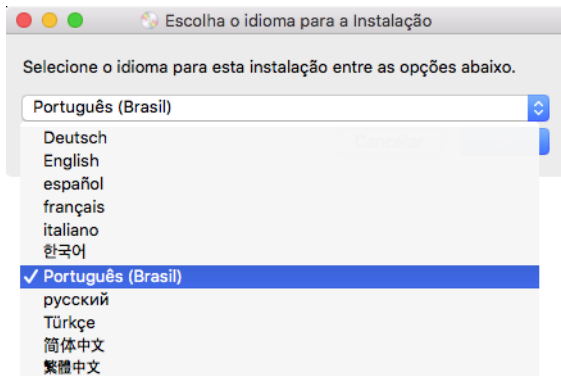 Escolha o idioma para a Instalação
Selecione o idioma para esta instalação entre as opções abaixo.
Português (Brasil)
Cancelar
Deutsch
English
español
français
italiano
한국어
✓ Português (Brasil)
русский
Türkçe
简体中文
繁體中文